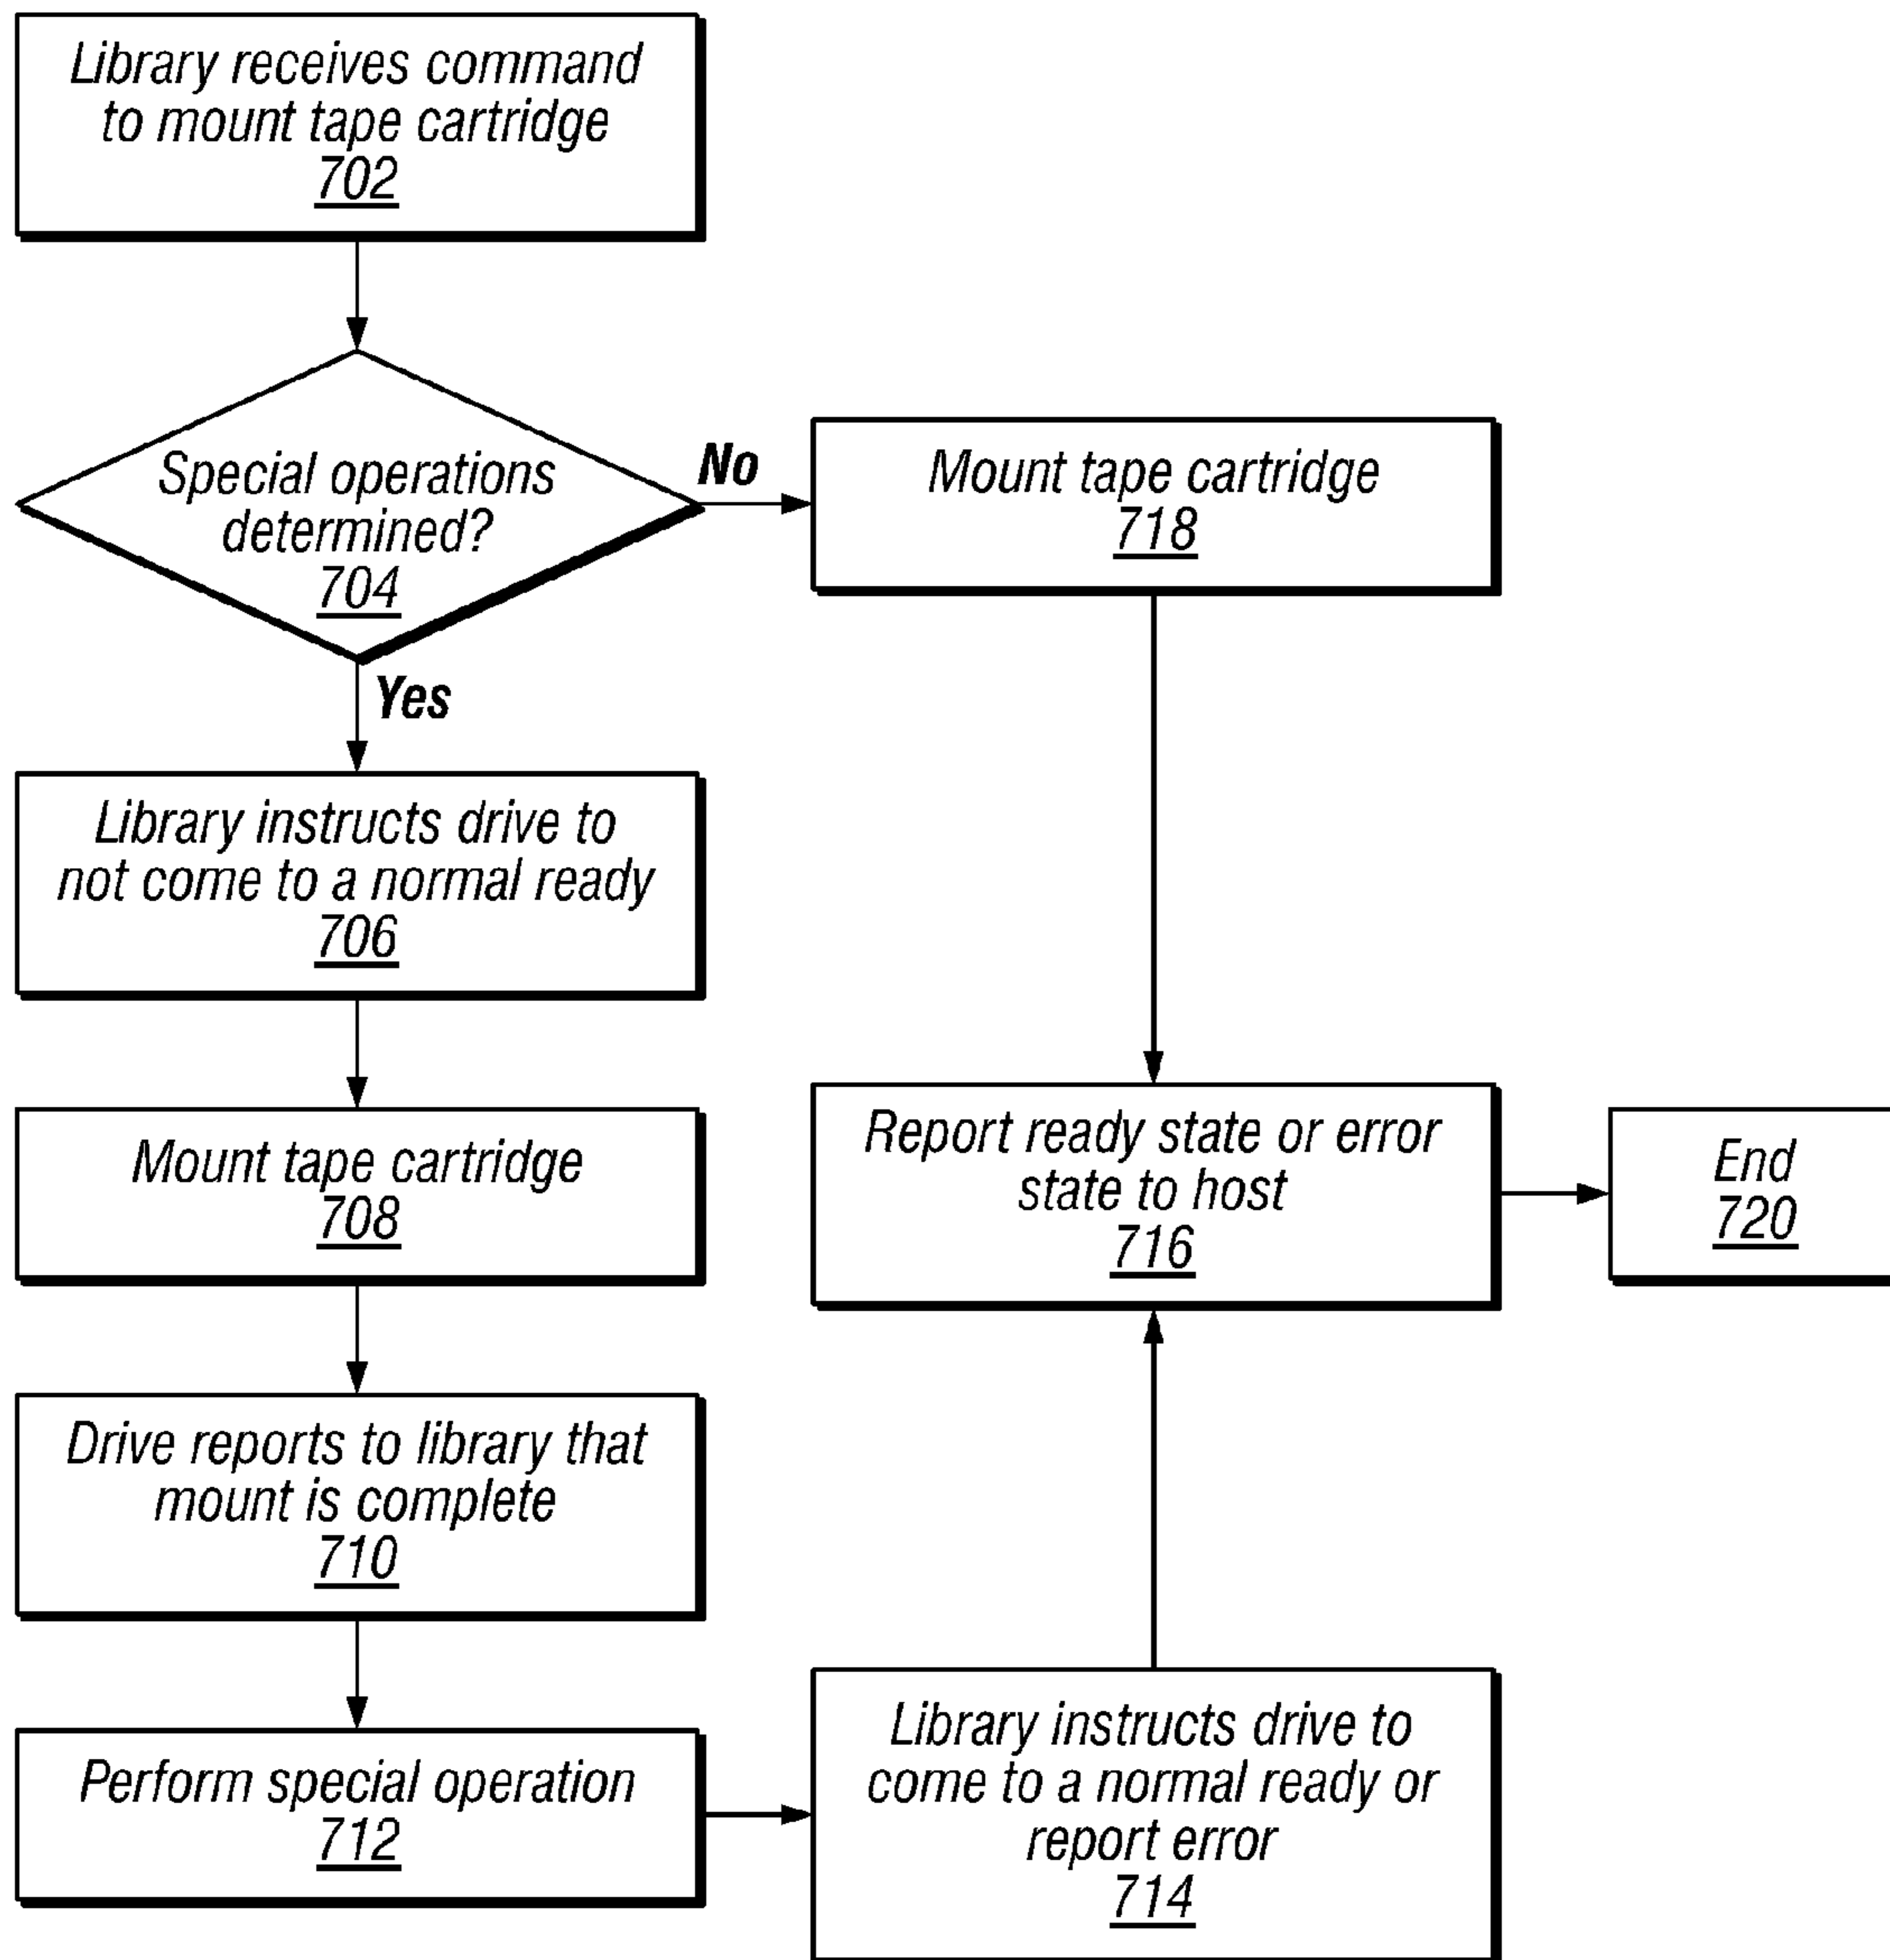 Library receives command
to mount tape cartridge
702
Special operations
determined?
704
No
Yes
Mount tape cartridge
718
Library instructs drive to
not come to a normal ready
706
Mount tape cartridge
708
Report ready state or error
state to host
716
End
720
Drive reports to library that
mount is complete
710
Perform special operation
712
Library instructs drive to
come to a normal ready or
report error
714